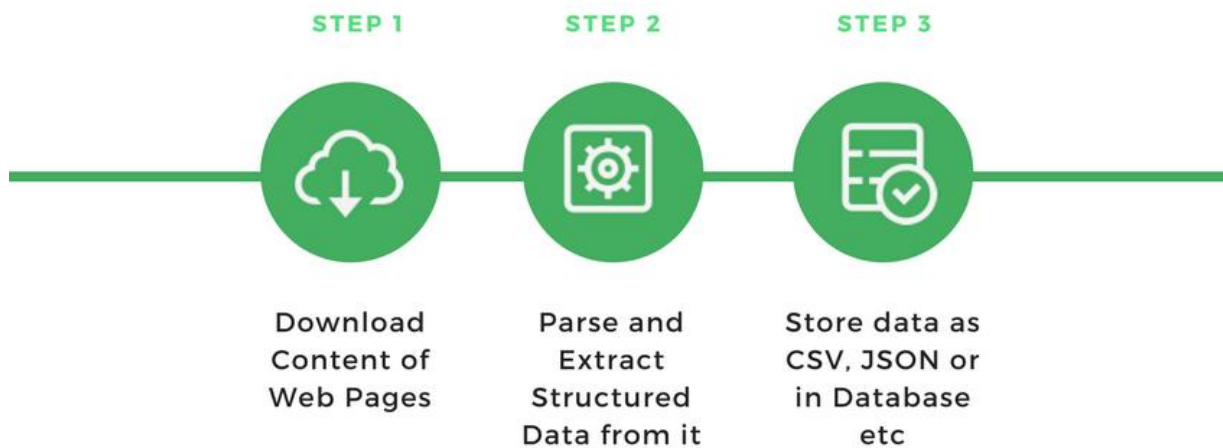 STEP 1
Download
Content of
Web Pages
STEP 2
Parse and
Extract
Structured
Data from it
STEP 3
Store data as
CSV, JSON or
in Database
etc